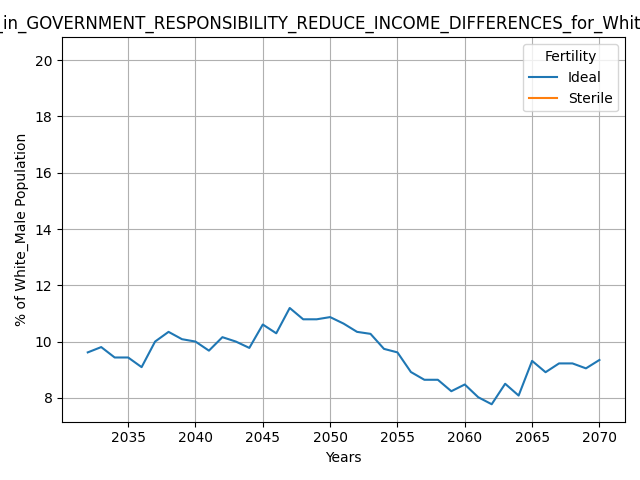 _in_GOVERNMENT_RESPONSIBILITY_REDUCE_INCOME_DIFFERENCES_for_Whit
Fertility
Ideal
Sterile
% of White_Male Population
20
18
16
14
12
10
8
2035 2040 2045 2050 2055 2060 2065 2070
Years